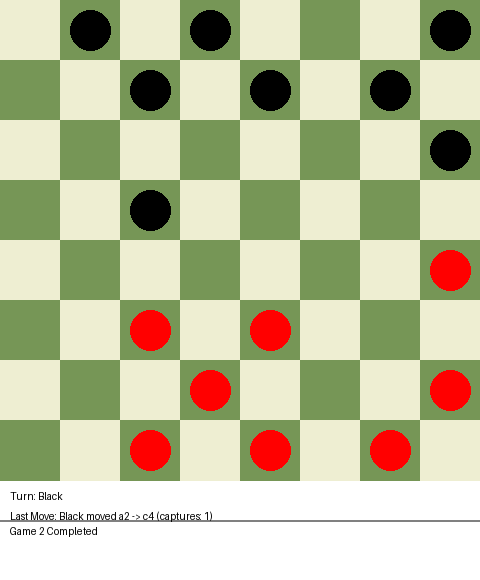 Turn: Black
Last Move: Black moved a2 -> c4 (captures: 1)
Game 2 Completed